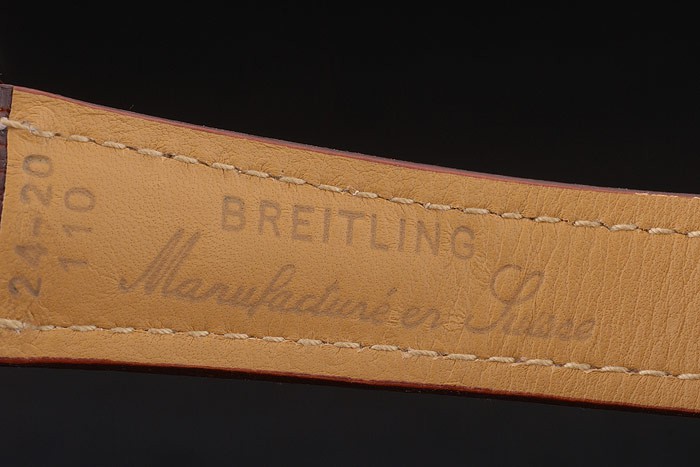 24-20
110
BREITLING
Manufacturé en Suisse